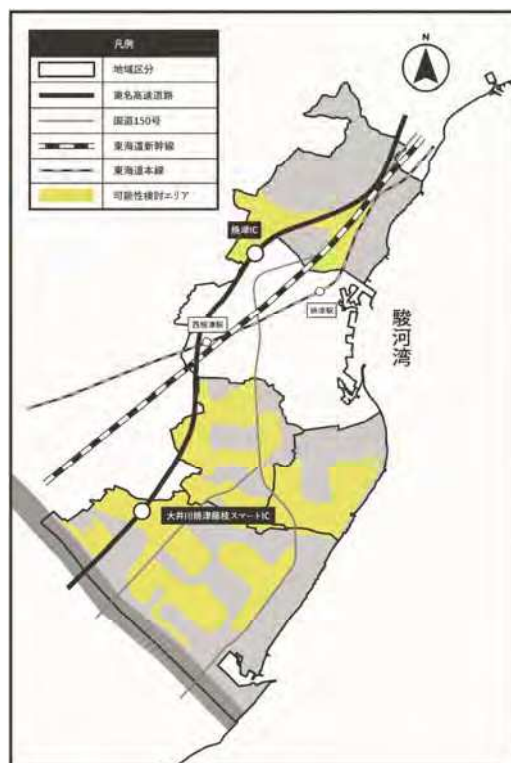 凡例
地域区分
東名高速道路
国道150号
東海道新幹線
東海道本線
可能性検討エリア
N
焼津IC
西焼津駅
焼津駅
駿河湾
大井川焼津藤枝スマートIC